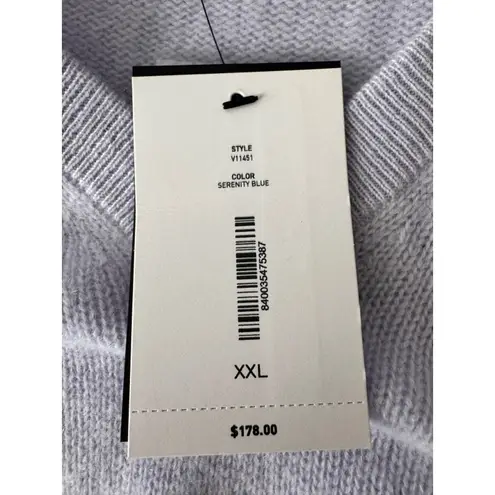 STYLE
V11451
COLOR
SERENITY BLUE
840035475387
XXL
$178.00